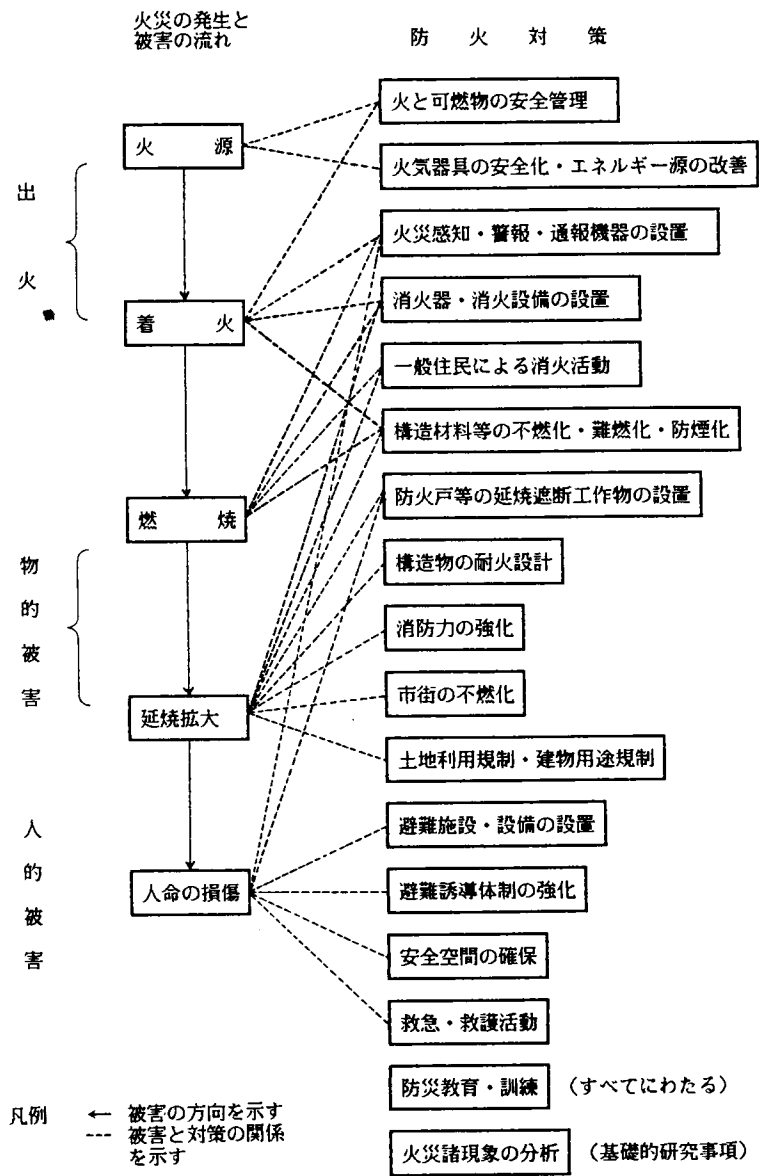 火災の発生と
被害の流れ
防火対策
火源
着火
燃焼
延焼拡大
人命の損傷
出火
物的被害
人的被害
火と可燃物の安全管理
火気器具の安全化・エネルギー源の改善
火災感知・警報・通報機器の設置
消火器・消火設備の設置
一般住民による消火活動
構造材料等の不燃化・難燃化・防煙化
防火戸等の延焼遮断工作物の設置
構造物の耐火設計
消防力の強化
市街の不燃化
土地利用規制・建物用途規制
避難施設・設備の設置
避難誘導体制の強化
安全空間の確保
救急・救護活動
防災教育・訓練 (すべてにわたる)
火災諸現象の分析 (基礎的研究事項)
凡例 ← 被害の方向を示す
--- 被害と対策の関係
を示す